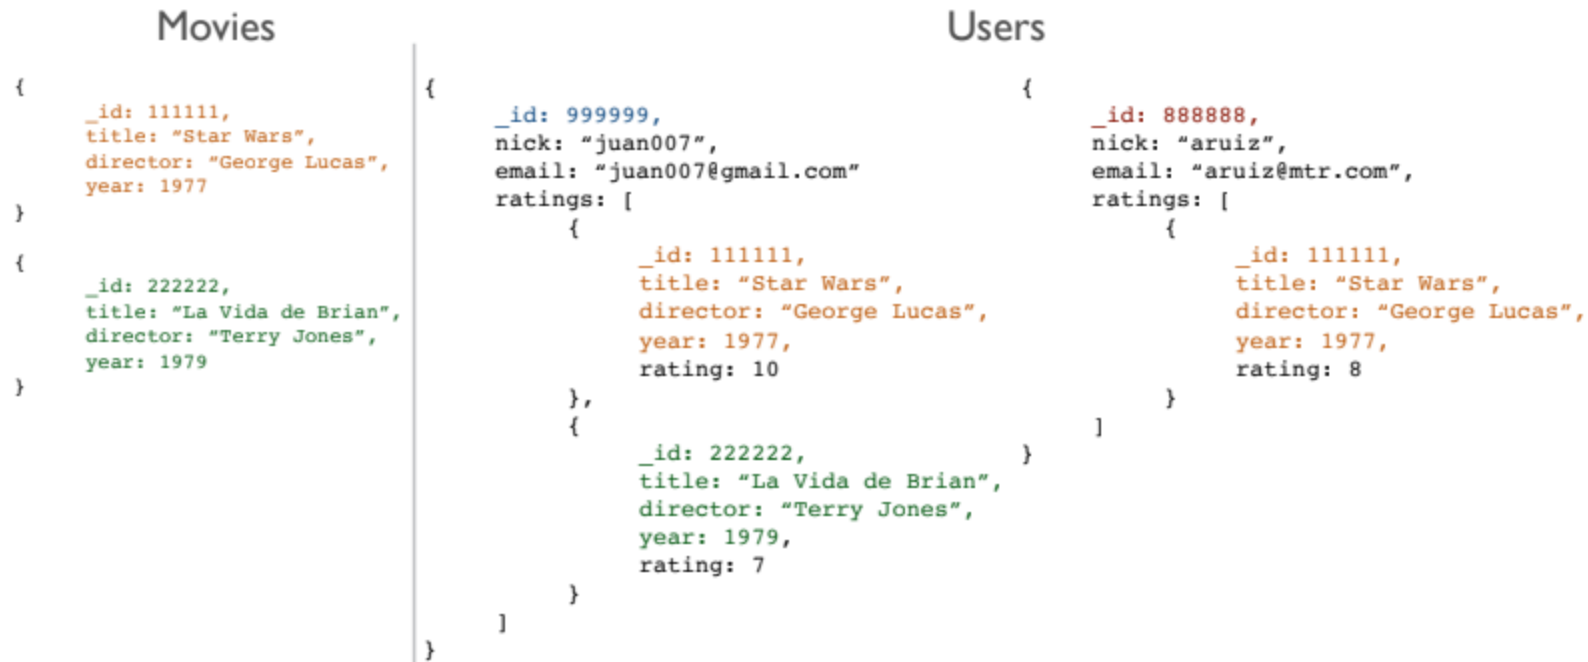 Movies
{
_id: 111111,
title: “Star Wars”,
director: “George Lucas”,
year: 1977
}
{
_id: 222222,
title: “La Vida de Brian”,
director: “Terry Jones”,
year: 1979
}
Users
{
_id: 999999,
nick: “juan007”,
email: “juan007@gmail.com”
ratings: [
{
_id: 111111,
title: “Star Wars”,
director: “George Lucas”,
year: 1977,
rating: 10
},
{
_id: 222222,
title: “La Vida de Brian”,
director: “Terry Jones”,
year: 1979,
rating: 7
}
]
}
{
_id: 888888,
nick: “aruiz”,
email: “aruiz@mtr.com”,
ratings: [
{
_id: 111111,
title: “Star Wars”,
director: “George Lucas”,
year: 1977,
rating: 8
}
]
}